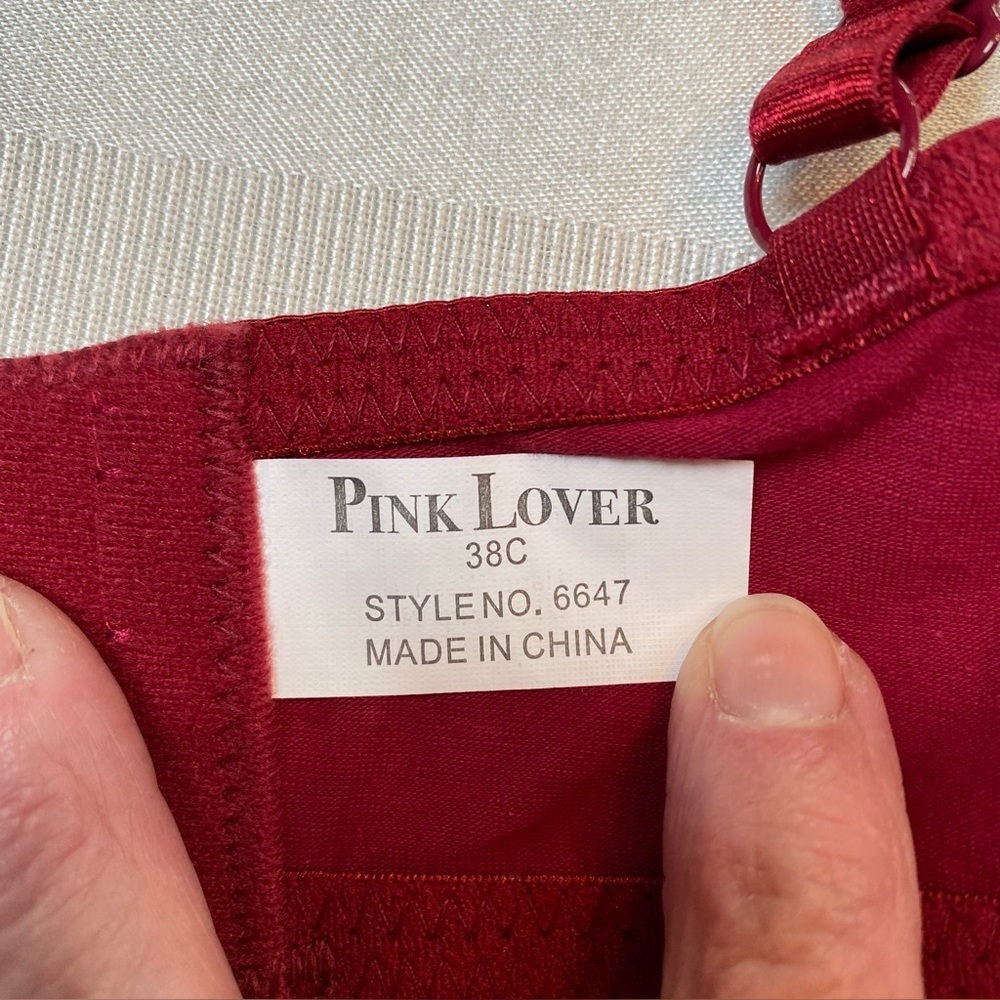 PINK LOVER
38C
STYLE NO. 6647
MADE IN CHINA